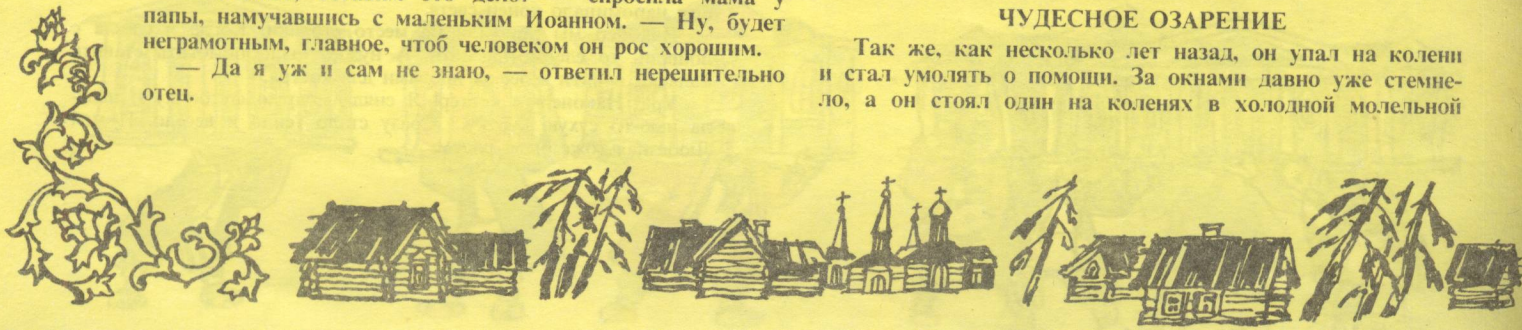 — спросила мама у
папы, намучавшись с маленьким Иоанном. — Ну, будет
неграмотным, главное, чтоб человеком он рос хорошим.
— Да я уж и сам не знаю, — ответил нерешительно
отец.
ЧУДЕСНОЕ ОЗАРЕНИЕ
Так же, как несколько лет назад, он упал на колени
и стал умолять о помощи. За окнами давно уже стемне-
ло, а он стоял один на коленях в холодной молельной